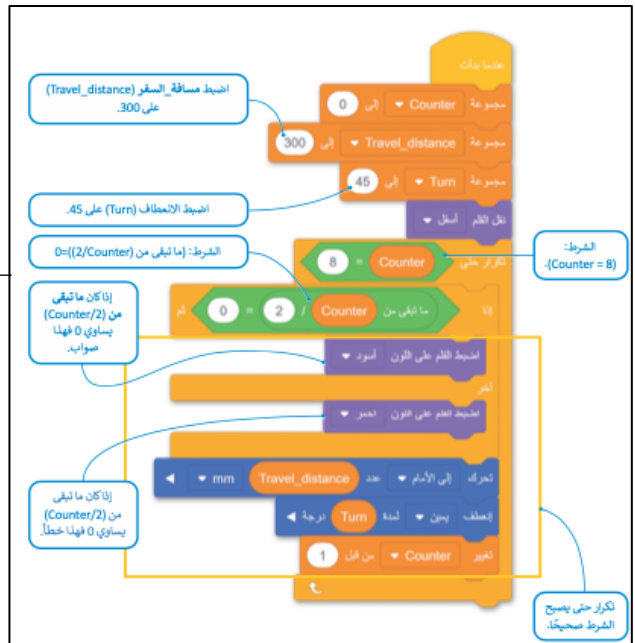 عندما بدأت
اضبط مسافة_السفر (Travel_distance)
على 300.
مجموعة Counter إلى 0
مجموعة Travel_distance إلى 300
مجموعة Turn إلى 45
اضبط الانعطاف (Turn) على 45.
نقل القلم أسفل
الشرط: (ما تبقى من (2/Counter))=0
الشرط:
(Counter = 8).
تكرار حتى Counter = 8
إذا ما تبقى من Counter / 2 = 0 ثم
إذا كان ما تبقى
من (Counter/2)
يساوي 0 فهذا
صواب.
اضبط القلم على اللون أسود
آخر
اضبط القلم على اللون احمر
تحرك إلى الأمام عدد Travel_distance mm
إنعطف يمين لمدة Turn درجة
إذا كان ما تبقى
من (Counter/2)
يساوي 0 فهذا خطأ.
تغيير Counter من قبل 1
تكرار حتى يصبح
الشرط صحيحًا.